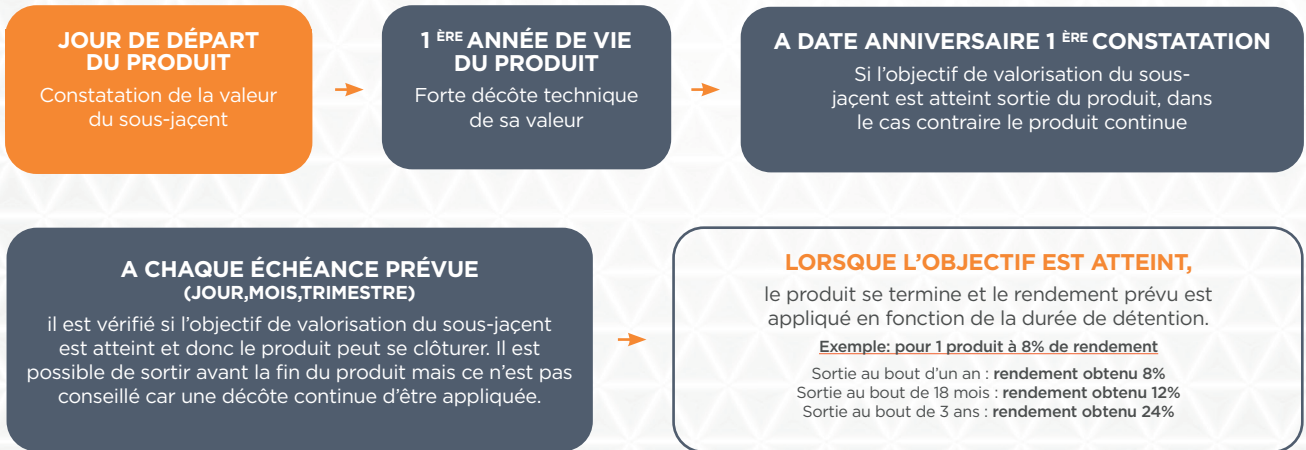 JOUR DE DÉPART
DU PRODUIT
Constatation de la valeur
du sous-jaçent
1 ÈRE ANNÉE DE VIE
DU PRODUIT
Forte décôte technique
de sa valeur
A DATE ANNIVERSAIRE 1 ÈRE CONSTATATION
Si l’objectif de valorisation du sous-
jaçent est atteint sortie du produit, dans
le cas contraire le produit continue
A CHAQUE ÉCHÉANCE PRÉVUE
(JOUR,MOIS,TRIMESTRE)
il est vérifié si l’objectif de valorisation du sous-jaçent
est atteint et donc le produit peut se clôturer. Il est
possible de sortir avant la fin du produit mais ce n’est pas
conseillé car une décôte continue d’être appliquée.
LORSQUE L’OBJECTIF EST ATTEINT,
le produit se termine et le rendement prévu est
appliqué en fonction de la durée de détention.
Exemple: pour 1 produit à 8% de rendement
Sortie au bout d’un an : rendement obtenu 8%
Sortie au bout de 18 mois : rendement obtenu 12%
Sortie au bout de 3 ans : rendement obtenu 24%